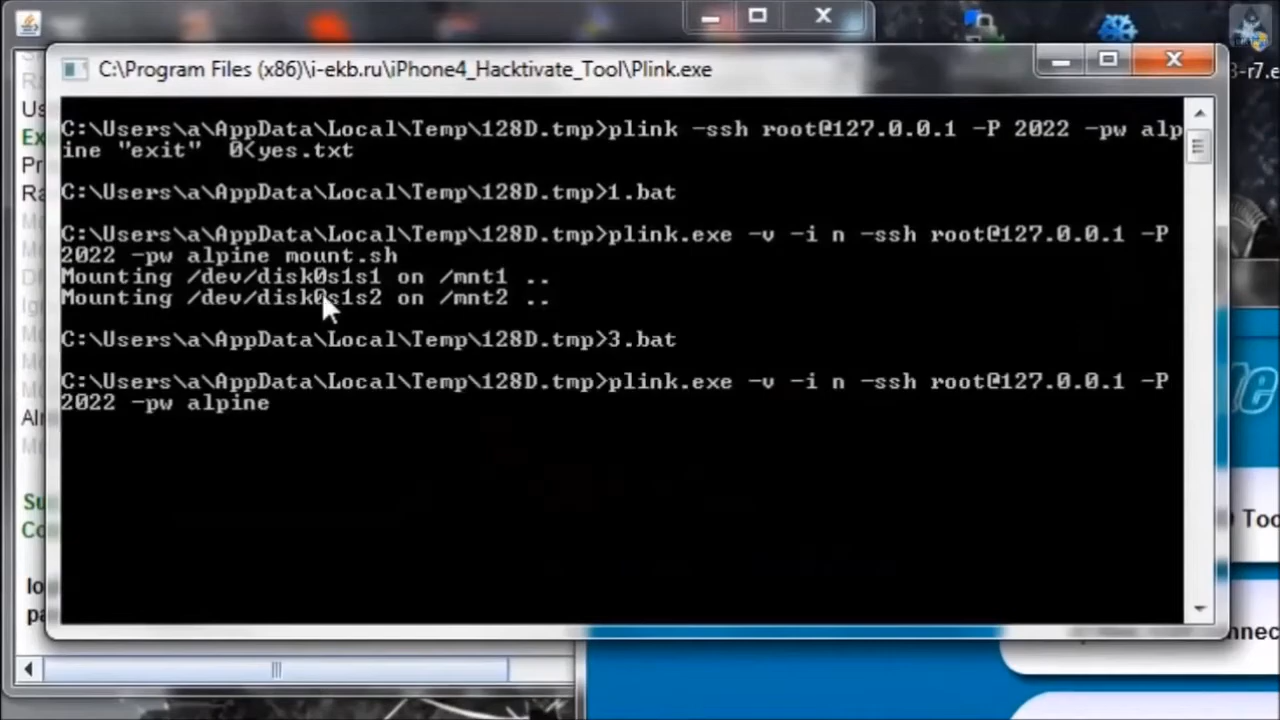 C:\Program Files (x86)\i-ekb.ru\iPhone4_Hacktivate_Tool\Plink.exe
C:\Users\a\AppData\Local\Temp\128D.tmp>plink -ssh root@127.0.0.1 -P 2022 -pw alp
ine "exit"  0<yes.txt
C:\Users\a\AppData\Local\Temp\128D.tmp>1.bat
C:\Users\a\AppData\Local\Temp\128D.tmp>plink.exe -v -i n -ssh root@127.0.0.1 -P
2022 -pw alpine mount.sh
Mounting /dev/disk0s1s1 on /mnt1 ..
Mounting /dev/disk0s1s2 on /mnt2 ..
C:\Users\a\AppData\Local\Temp\128D.tmp>3.bat
C:\Users\a\AppData\Local\Temp\128D.tmp>plink.exe -v -i n -ssh root@127.0.0.1 -P
2022 -pw alpine